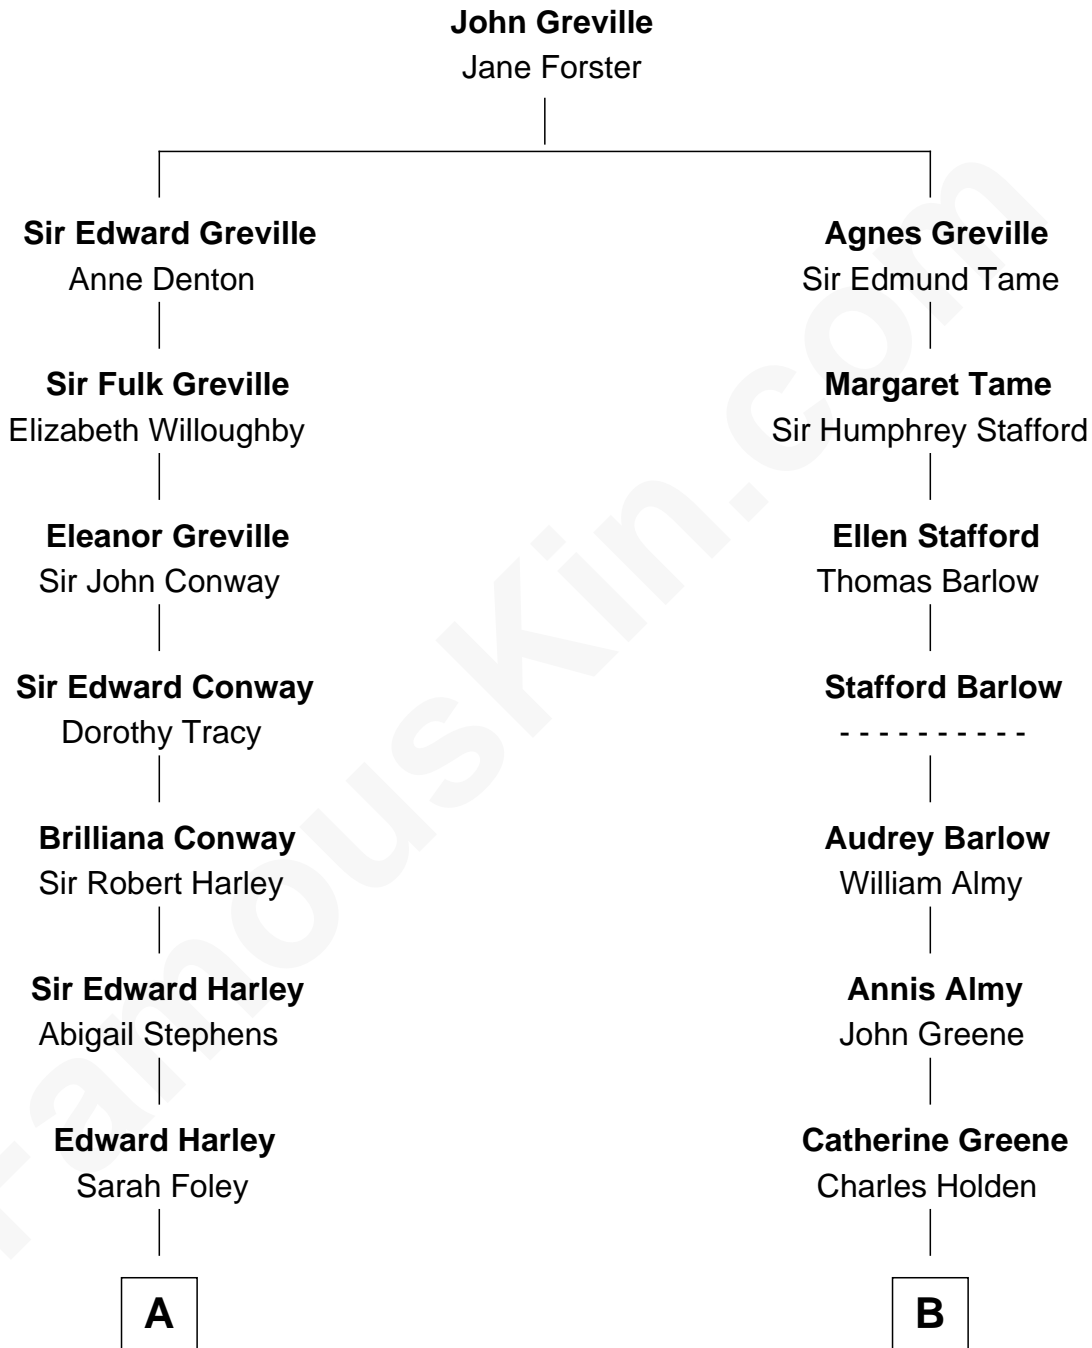 John Greville
Jane Forster
Sir Edward Greville
Anne Denton
Agnes Greville
Sir Edmund Tame
Sir Fulk Greville
Elizabeth Willoughby
Margaret Tame
Sir Humphrey Stafford
Eleanor Greville
Sir John Conway
Ellen Stafford
Thomas Barlow
Sir Edward Conway
Dorothy Tracy
Stafford Barlow
- - - - - - - - - -
Brilliana Conway
Sir Robert Harley
Audrey Barlow
William Almy
Sir Edward Harley
Abigail Stephens
Annis Almy
John Greene
Edward Harley
Sarah Foley
Catherine Greene
Charles Holden
A
B
FamousKin.com